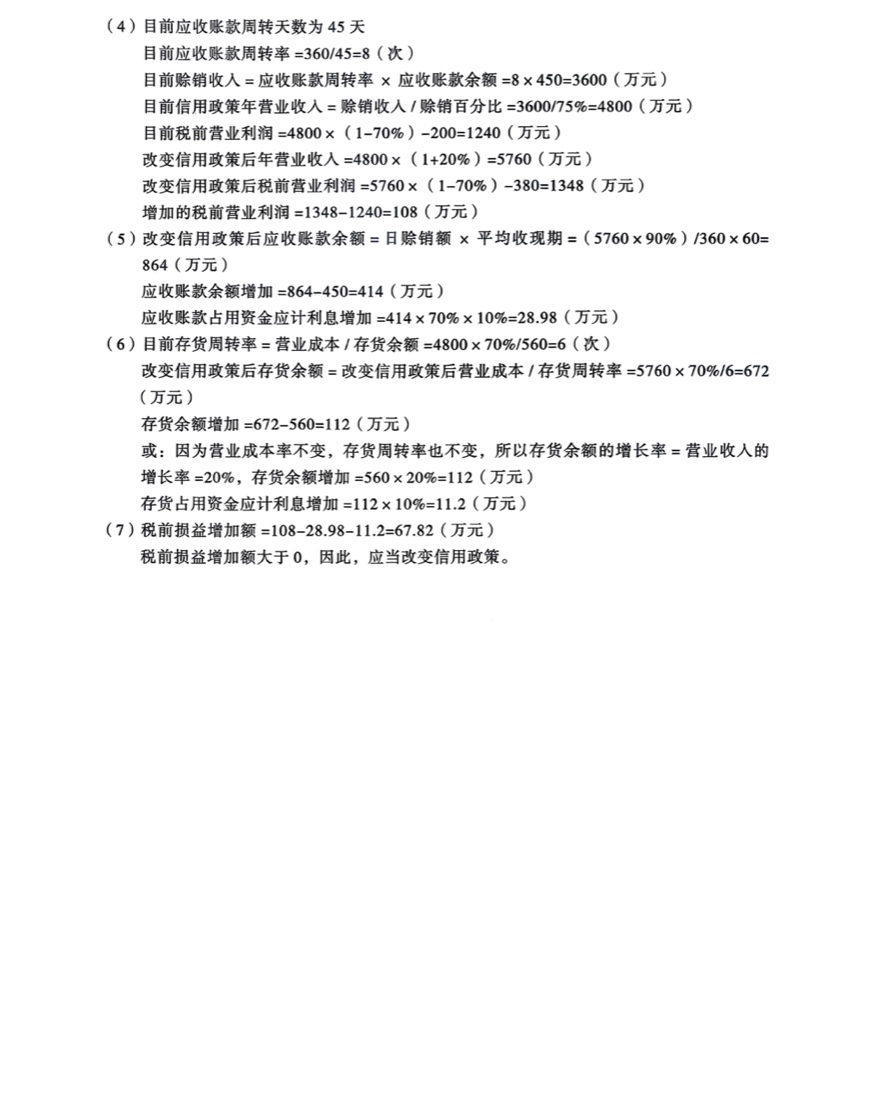 （4）目前应收账款周转天数为 45 天
目前应收账款周转率 =360/45=8（次）
目前赊销收入 = 应收账款周转率 × 应收账款余额 =8×450=3600（万元）
目前信用政策年营业收入 = 赊销收入 / 赊销百分比 =3600/75%=4800（万元）
目前税前营业利润 =4800×（1-70%）-200=1240（万元）
改变信用政策后年营业收入 =4800×（1+20%）=5760（万元）
改变信用政策后税前营业利润 =5760×（1-70%）-380=1348（万元）
增加的税前营业利润 =1348-1240=108（万元）
（5）改变信用政策后应收账款余额 = 日赊销额 × 平均收现期 =（5760×90%）/360×60=
864（万元）
应收账款余额增加 =864-450=414（万元）
应收账款占用资金应计利息增加 =414×70%×10%=28.98（万元）
（6）目前存货周转率 = 营业成本 / 存货余额 =4800×70%/560=6（次）
改变信用政策后存货余额 = 改变信用政策后营业成本 / 存货周转率 =5760×70%/6=672
（万元）
存货余额增加 =672-560=112（万元）
或：因为营业成本率不变，存货周转率也不变，所以存货余额的增长率 = 营业收入的
增长率 =20%，存货余额增加 =560×20%=112（万元）
存货占用资金应计利息增加 =112×10%=11.2（万元）
（7）税前损益增加额 =108-28.98-11.2=67.82（万元）
税前损益增加额大于 0，因此，应当改变信用政策。